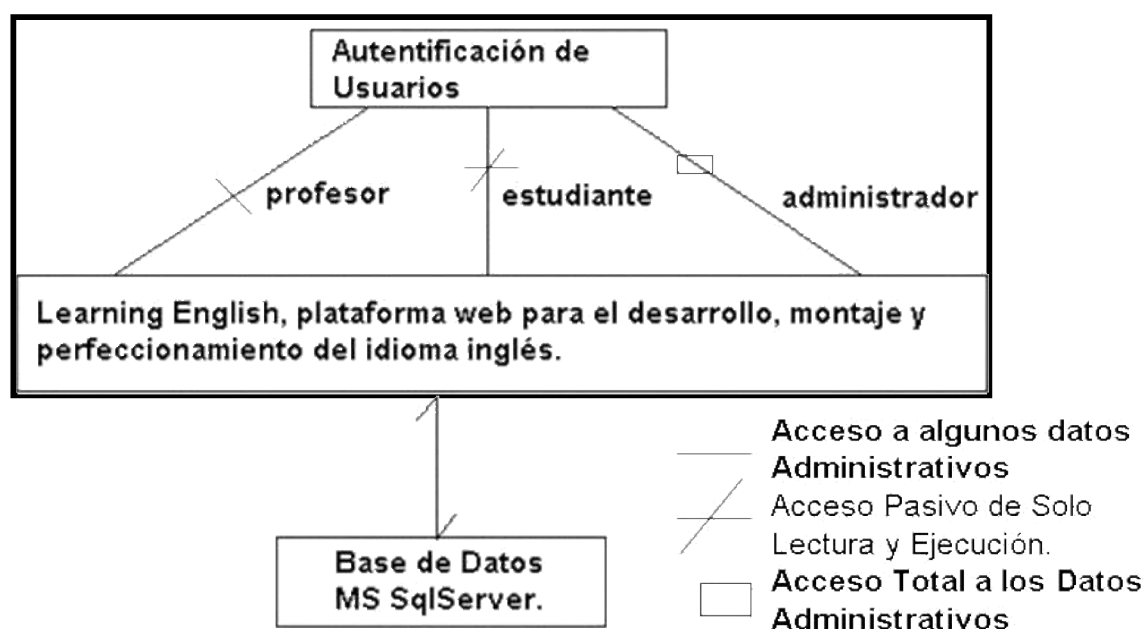 Autentificación de
Usuarios
profesor
estudiante
administrador
Learning English, plataforma web para el desarrollo, montaje y
perfeccionamiento del idioma inglés.
Base de Datos
MS SqlServer.
Acceso a algunos datos
Administrativos
Acceso Pasivo de Solo
Lectura y Ejecución.
Acceso Total a los Datos
Administrativos